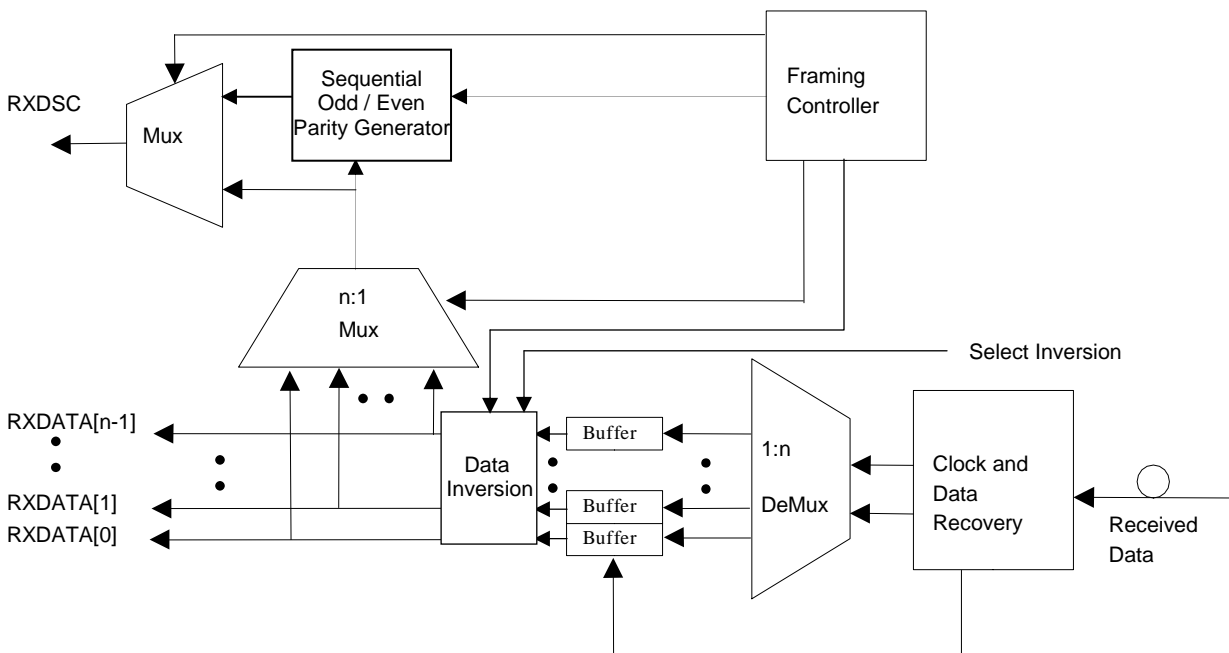 RXDSC
Mux
Sequential
Odd / Even
Parity Generator
Framing
Controller
n:1
Mux
Select Inversion
RXDATA[n-1]
RXDATA[1]
RXDATA[0]
Data
Inversion
Buffer
Buffer
Buffer
1:n
DeMux
Clock and
Data
Recovery
Received
Data